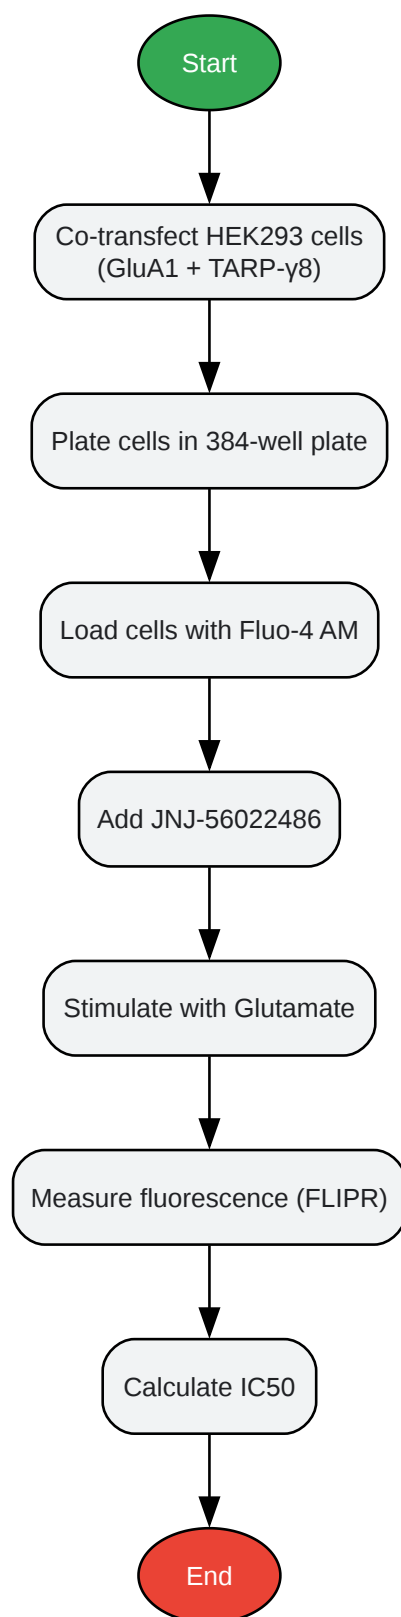 Start
Co-transfect HEK293 cells
(GluA1 + TARP-γ8)
Plate cells in 384-well plate
Load cells with Fluo-4 AM
Add JNJ-56022486
Stimulate with Glutamate
Measure fluorescence (FLIPR)
Calculate IC50
End